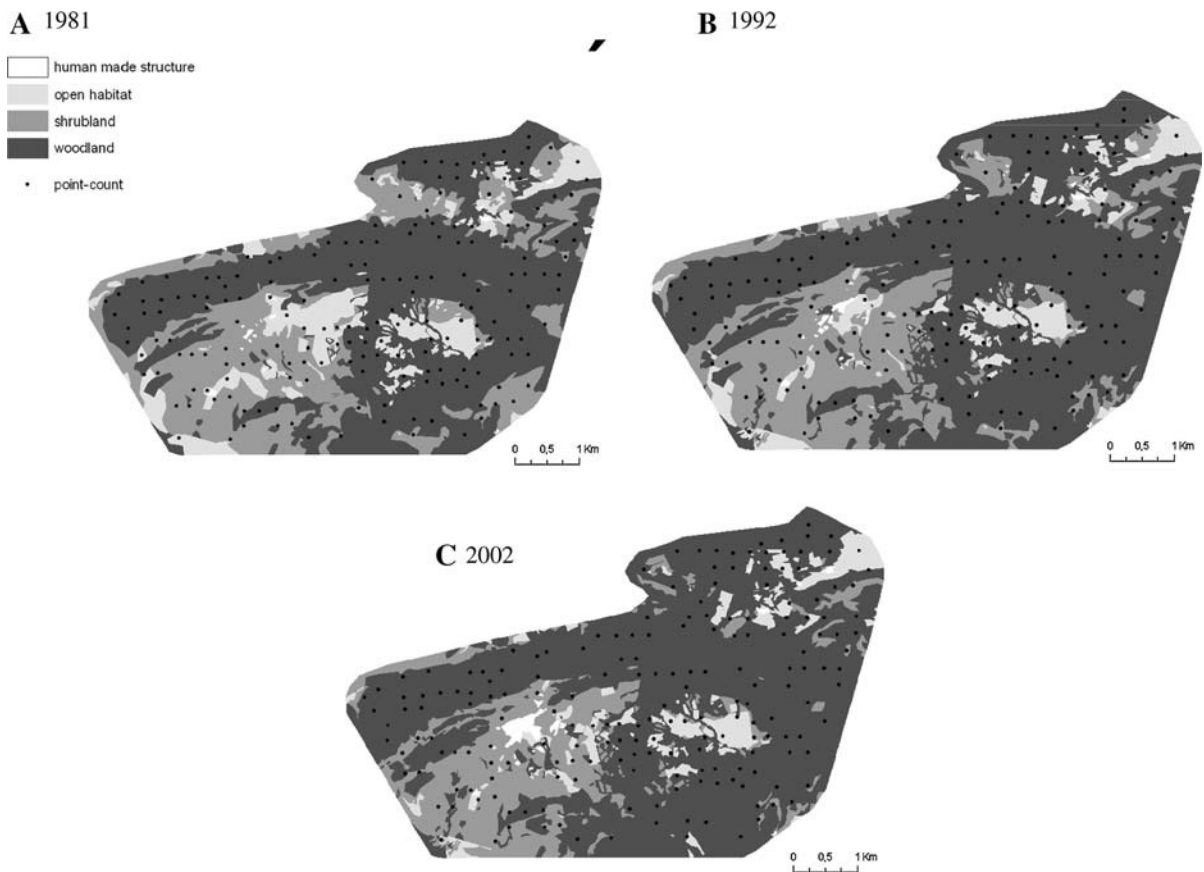 A 1981
human made structure
open habitat
shrubland
woodland
point-count
0 0,5 1 Km
B 1992
0 0,5 1 Km
C 2002
0 0,5 1 Km